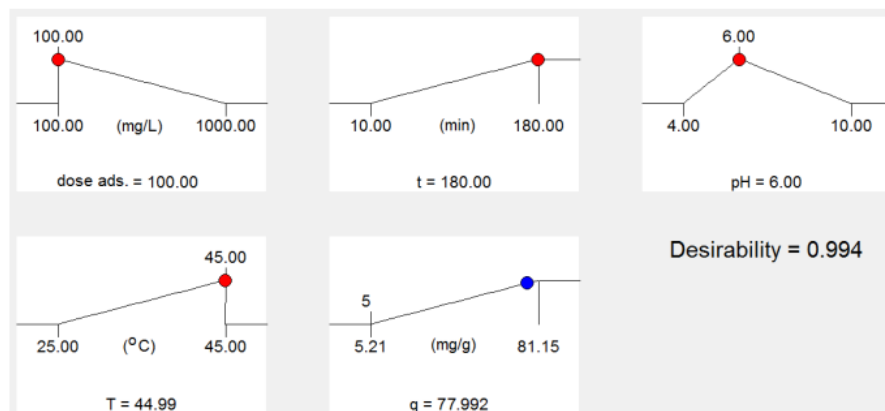 100.00
100.00 (mg/L) 1000.00
dose ads. = 100.00
10.00 (min) 180.00
t = 180.00
6.00
4.00 10.00
pH = 6.00
45.00
25.00 (°C) 45.00
T = 44.99
5
5.21 (mg/g) 81.15
q = 77.992
Desirability = 0.994